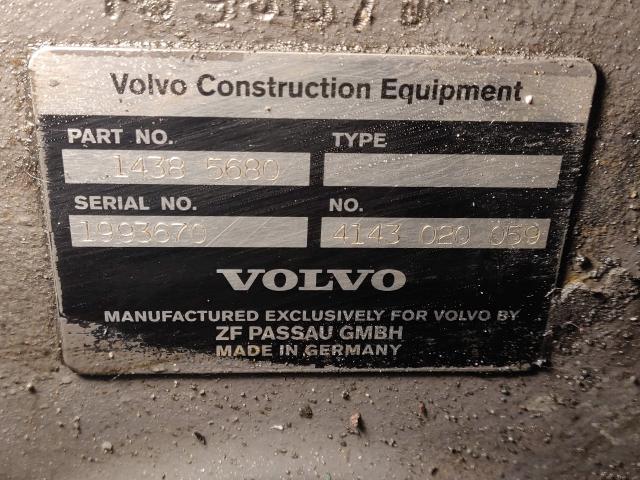 Volvo Construction Equipment
PART NO. TYPE
1438 5680
SERIAL NO. NO.
1993670 4143 020 059
VOLVO
MANUFACTURED EXCLUSIVELY FOR VOLVO BY
ZF PASSAU GMBH
MADE IN GERMANY